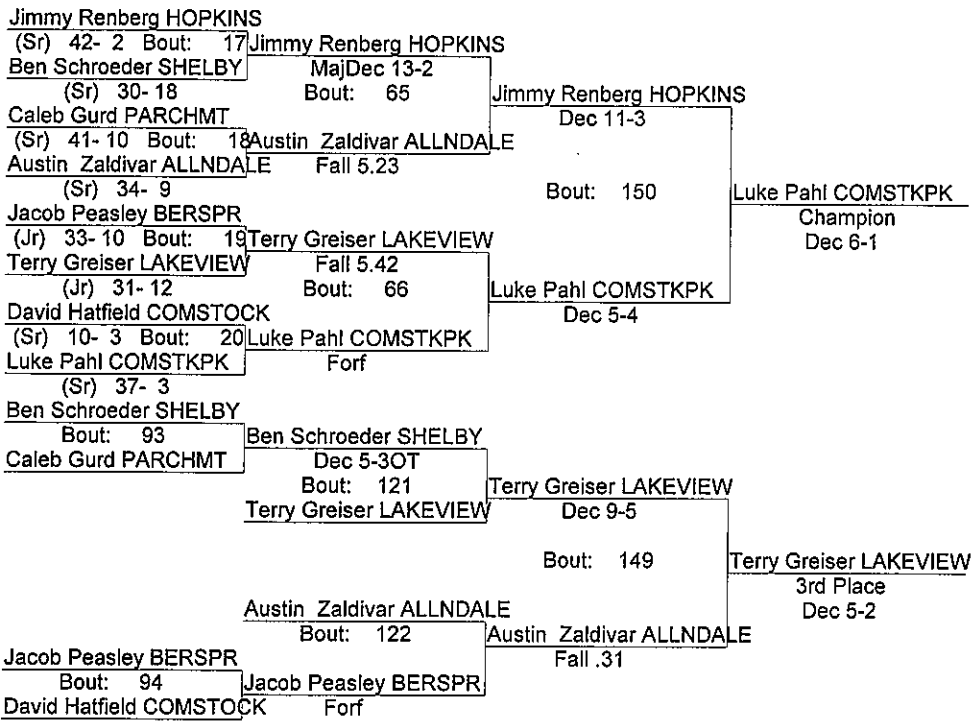 Jimmy Renberg HOPKINS
(Sr) 42- 2 Bout: 17 Jimmy Renberg HOPKINS
Ben Schroeder SHELBY MajDec 13-2
(Sr) 30- 18 Bout: 65 Jimmy Renberg HOPKINS
Caleb Gurd PARCHMT Dec 11-3
(Sr) 41- 10 Bout: 18 Austin Zaldivar ALLNDALE
Austin Zaldivar ALLNDALE Fall 5.23
(Sr) 34- 9 Bout: 150 Luke Pahl COMSTKPK
Jacob Peasley BERSPR Champion
(Jr) 33- 10 Bout: 19 Terry Greiser LAKEVIEW Dec 6-1
Terry Greiser LAKEVIEW Fall 5.42
(Jr) 31- 12 Bout: 66 Luke Pahl COMSTKPK
David Hatfield COMSTOCK Dec 5-4
(Sr) 10- 3 Bout: 20 Luke Pahl COMSTKPK
Luke Pahl COMSTKPK Forf
(Sr) 37- 3
Ben Schroeder SHELBY
Bout: 93 Ben Schroeder SHELBY
Caleb Gurd PARCHMT Dec 5-3OT
Bout: 121 Terry Greiser LAKEVIEW
Terry Greiser LAKEVIEW Dec 9-5
Bout: 149 Terry Greiser LAKEVIEW
3rd Place
Austin Zaldivar ALLNDALE Dec 5-2
Bout: 122 Austin Zaldivar ALLNDALE
Jacob Peasley BERSPR Fall .31
Bout: 94 Jacob Peasley BERSPR
David Hatfield COMSTOCK Forf